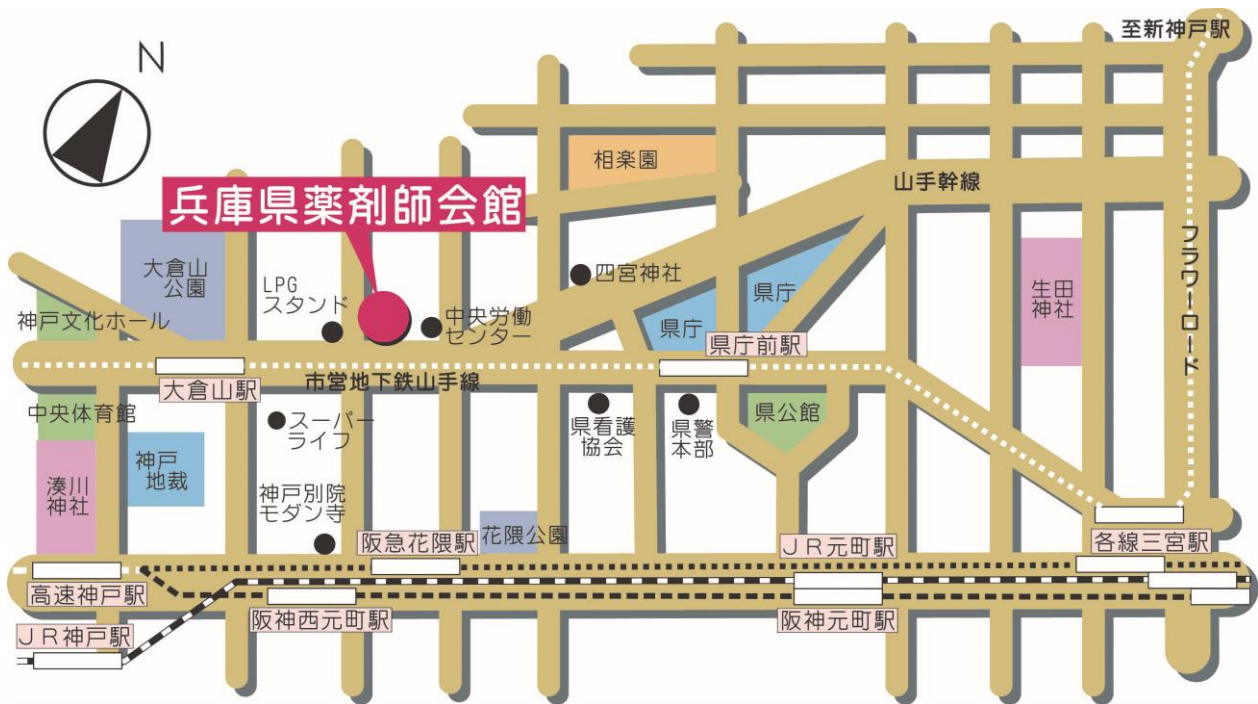 至新神戸駅
N
相楽園
山手幹線
兵庫県薬剤師会館
フラワーロード
大倉山
公園
LPG
スタンド
四宮神社
生田
神社
県庁
県庁
神戸文化ホール
中央労働
センター
県庁前駅
大倉山駅
市営地下鉄山手線
中央体育館
スーパー
ライフ
県看護
協会
県警
本部
県公館
神戸
地裁
湊川
神社
神戸別院
モダン寺
花隈公園
阪急花隈駅
JR元町駅
各線三宮駅
高速神戸駅
阪神西元町駅
阪神元町駅
JR神戸駅